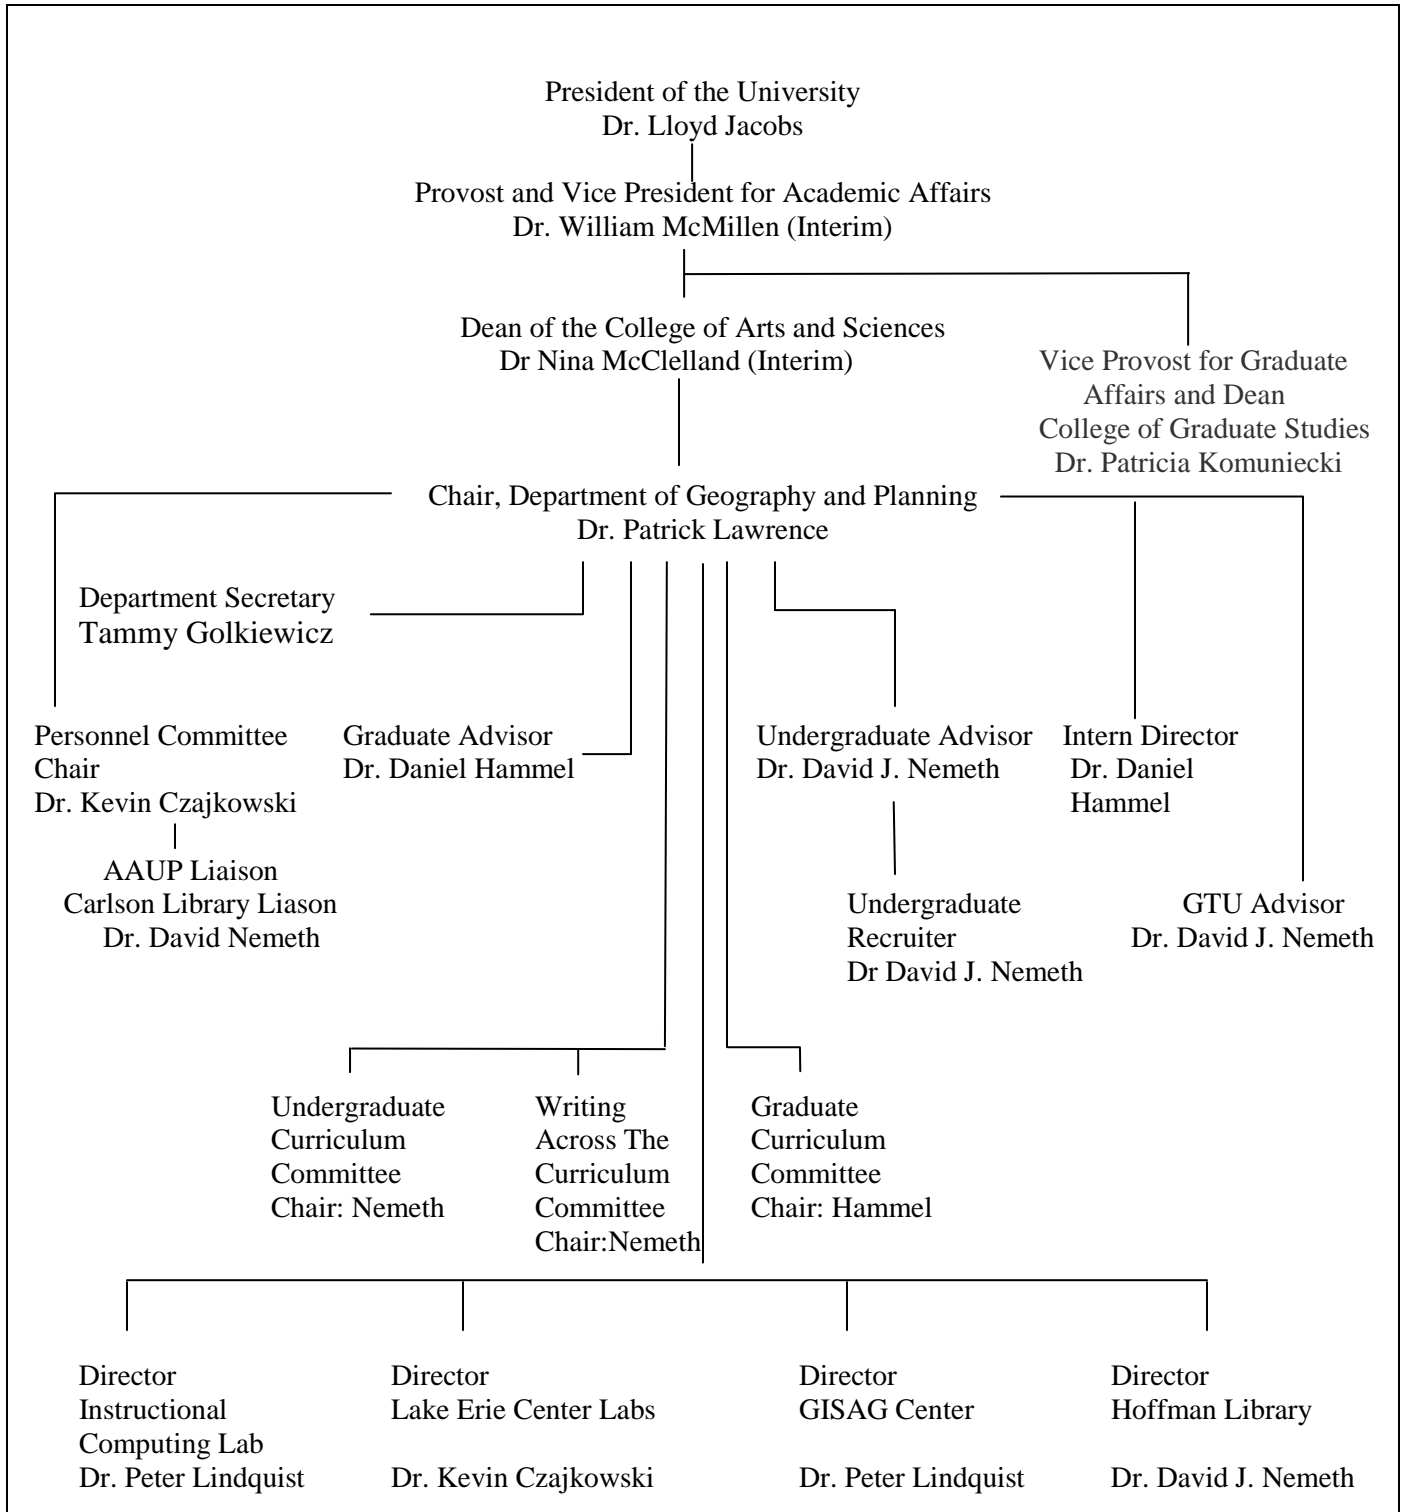 President of the University
Dr. Lloyd Jacobs
Provost and Vice President for Academic Affairs
Dr. William McMillen (Interim)
Dean of the College of Arts and Sciences
Dr Nina McClelland (Interim)
Vice Provost for Graduate
Affairs and Dean
College of Graduate Studies
Dr. Patricia Komuniecki
Chair, Department of Geography and Planning
Dr. Patrick Lawrence
Department Secretary
Tammy Golkiewicz
Personnel Committee
Chair
Dr. Kevin Czajkowski
Graduate Advisor
Dr. Daniel Hammel
Undergraduate Advisor
Dr. David J. Nemeth
Intern Director
Dr. Daniel
Hammel
AAUP Liaison
Carlson Library Liason
Dr. David Nemeth
Undergraduate
Recruiter
Dr David J. Nemeth
GTU Advisor
Dr. David J. Nemeth
Undergraduate
Curriculum
Committee
Chair: Nemeth
Writing
Across The
Curriculum
Committee
Chair:Nemeth
Graduate
Curriculum
Committee
Chair: Hammel
Director
Instructional
Computing Lab
Dr. Peter Lindquist
Director
Lake Erie Center Labs
Dr. Kevin Czajkowski
Director
GISAG Center
Dr. Peter Lindquist
Director
Hoffman Library
Dr. David J. Nemeth